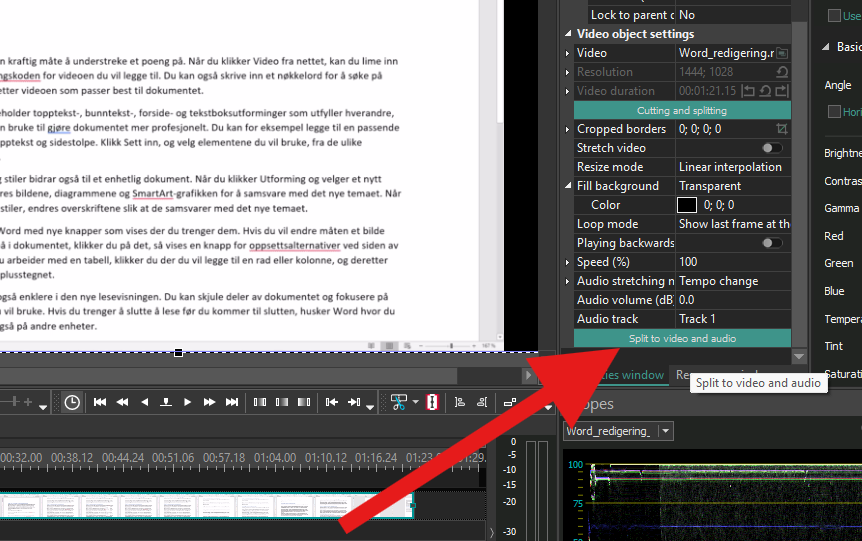 n kraftig måte å understreke et poeng på. Når du klikker Video fra nettet, kan du lime inn
gskoden for videoen du vil legge til. Du kan også skrive inn et nøkkelord for å søke på
etter videoen som passer best til dokumentet.
eholder topptekst-, bunntekst-, forside- og tekstboksutforminger som utfyller hverandre,
n bruke til gjøre dokumentet mer profesjonelt. Du kan for eksempel legge til en passende
pptekst og sidestolpe. Klikk Sett inn, og velg elementene du vil bruke, fra de ulike
g stiler bidrar også til et enhetlig dokument. Når du klikker Utforming og velger et nytt
res bildene, diagrammene og SmartArt-grafikken for å samsvare med det nye temaet. Når
stiler, endres overskriftene slik at de samsvarer med det nye temaet.
Word med nye knapper som vises der du trenger dem. Hvis du vil endre måten et bilde
å i dokumentet, klikker du på det, så vises en knapp for oppsettsalternativer ved siden av
u arbeider med en tabell, klikker du der du vil legge til en rad eller kolonne, og deretter
plusstegnet.
også enklere i den nye lesevisningen. Du kan skjule deler av dokumentet og fokusere på
u vil bruke. Hvis du trenger å slutte å lese før du kommer til slutten, husker Word hvor du
gså på andre enheter.
Lock to parent c No
Video object settings
Video Word_redigering.r
Resolution 1444; 1028
Video duration 00:01:21.15
Cutting and splitting
Cropped borders 0; 0; 0; 0
Stretch video
Resize mode Linear interpolation
Fill background Transparent
Color 0; 0; 0
Loop mode Show last frame at th
Playing backwards
Speed (%) 100
Audio stretching n Tempo change
Audio volume (dB 0.0
Audio track Track 1
Split to video and audio
ties window
Re
Split to video and audio
Use
Basic
Angle
Hori
Brightne
Contras
Gamma
Red
Green
Blue
Tempera
Tint
Saturati
opes
Word_redigering_
100
75
50
00:32.00 00:38.12 00:44.24 00:51.06 00:57.18 01:04.00 01:10.12 01:16.24 01:23.0 01:29.
0
-5
-10
-15
-20
-30